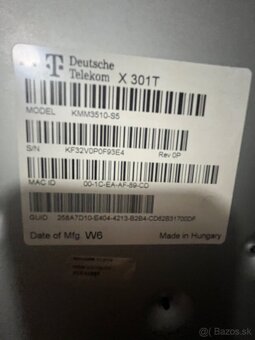 T Deutsche
Telekom X 301T
MODEL KMM3510-S5
S/N KF32V0P0F93E4 Rev 0P
MAC ID 00-1C-EA-AF-89-CD
GUID 258A7D10-E404-4213-B2B4-CD62B31700DF
Date of Mfg. W6 Made in Hungary
bazos.sk